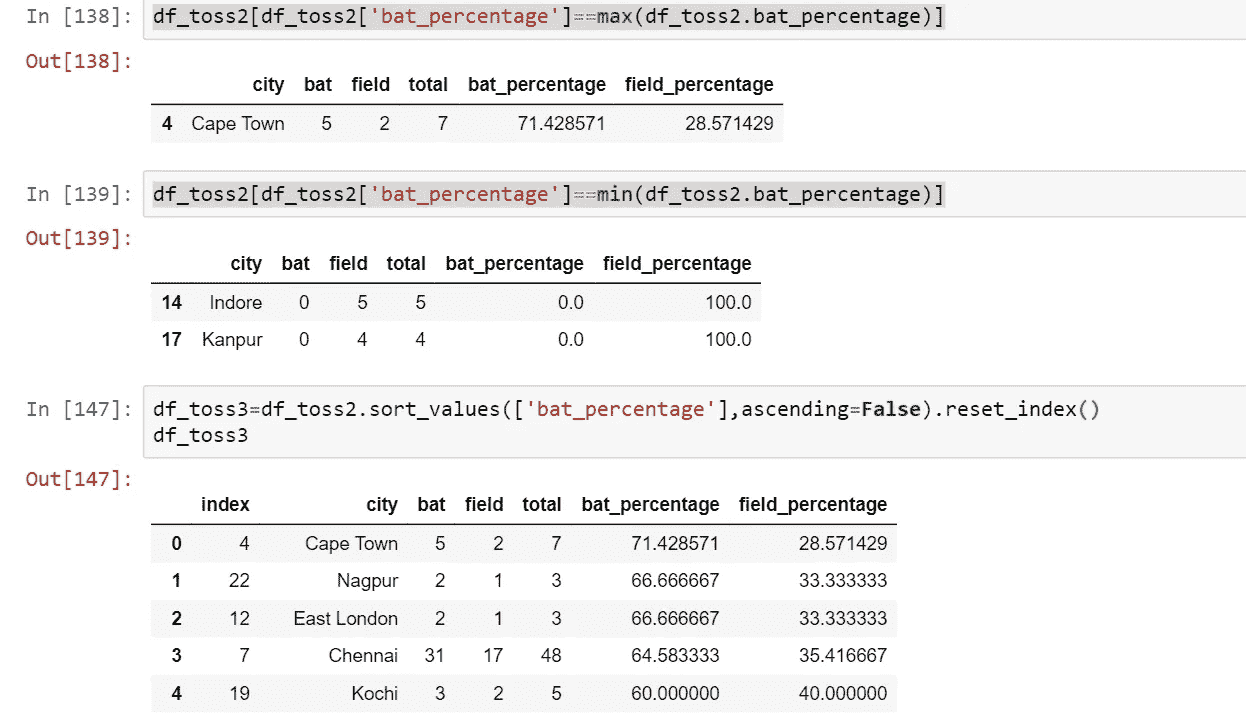 In [138]: df_toss2[df_toss2['bat_percentage']==max(df_toss2.bat_percentage)]
Out[138]:
city bat field total bat_percentage field_percentage
4 Cape Town 5 2 7 71.428571 28.571429
In [139]: df_toss2[df_toss2['bat_percentage']==min(df_toss2.bat_percentage)]
Out[139]:
city bat field total bat_percentage field_percentage
14 Indore 0 5 5 0.0 100.0
17 Kanpur 0 4 4 0.0 100.0
In [147]: df_toss3=df_toss2.sort_values(['bat_percentage'],ascending=False).reset_index()
df_toss3
Out[147]:
index city bat field total bat_percentage field_percentage
0 4 Cape Town 5 2 7 71.428571 28.571429
1 22 Nagpur 2 1 3 66.666667 33.333333
2 12 East London 2 1 3 66.666667 33.333333
3 7 Chennai 31 17 48 64.583333 35.416667
4 19 Kochi 3 2 5 60.000000 40.000000